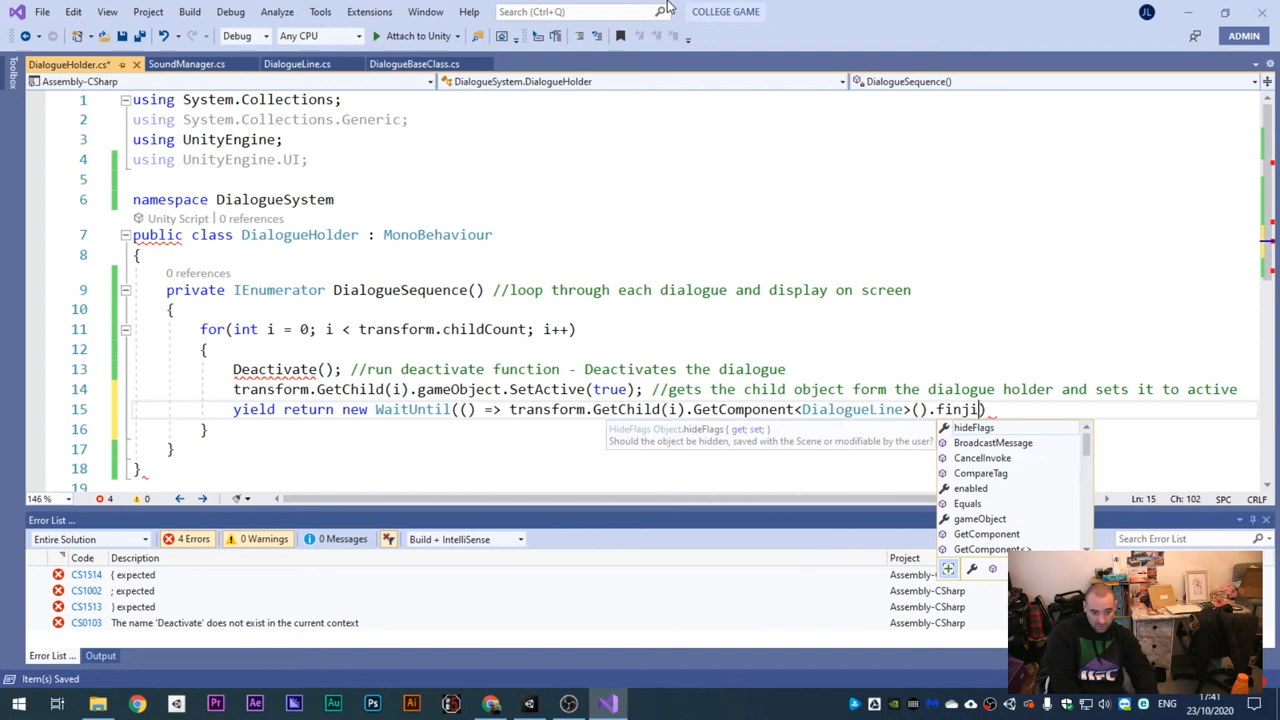 File Edit View Project Build Debug Analyze Tools Extensions Window Help Search (Ctrl+Q) COLLEGE GAME JL
Debug Any CPU Attach to Unity ADMIN
Toolbox
DialogueHolder.cs* SoundManager.cs DialogueLine.cs DialogueBaseClass.cs
Assembly-CSharp DialogueSystem.DialogueHolder DialogueSequence()
1 using System.Collections;
2 using System.Collections.Generic;
3 using UnityEngine;
4 using UnityEngine.UI;
5
6 namespace DialogueSystem
Unity Script | 0 references
7 public class DialogueHolder : MonoBehaviour
8 {
0 references
9 private IEnumerator DialogueSequence() //loop through each dialogue and display on screen
10 {
11 for(int i = 0; i < transform.childCount; i++)
12 {
13 Deactivate(); //run deactivate function - Deactivates the dialogue
14 transform.GetChild(i).gameObject.SetActive(true); //gets the child object form the dialogue holder and sets it to active
15 yield return new WaitUntil(() => transform.GetChild(i).GetComponent<DialogueLine>().finji)
16 }
17 }
18 }
19
HideFlags Object.hideFlags { get; set; }
Should the object be hidden, saved with the Scene or modifiable by the user?
hideFlags
BroadcastMessage
CancelInvoke
CompareTag
enabled
Equals
gameObject
GetComponent
GetComponent<>
146 % 4 0 Ln: 15 Ch: 102 SPC CRLF
Error List ...
Entire Solution 4 Errors 0 Warnings 0 Messages Build + IntelliSense Search Error List
Code Description Project
CS1514 { expected Assembly-CSharp
CS1002 ; expected Assembly-CSharp
CS1513 } expected Assembly-CSharp
CS0103 The name 'Deactivate' does not exist in the current context Assembly-CSharp
Error List ... Output
Item(s) Saved
Pr Ae Au Ps Ai
ENG
17:41
23/10/2020